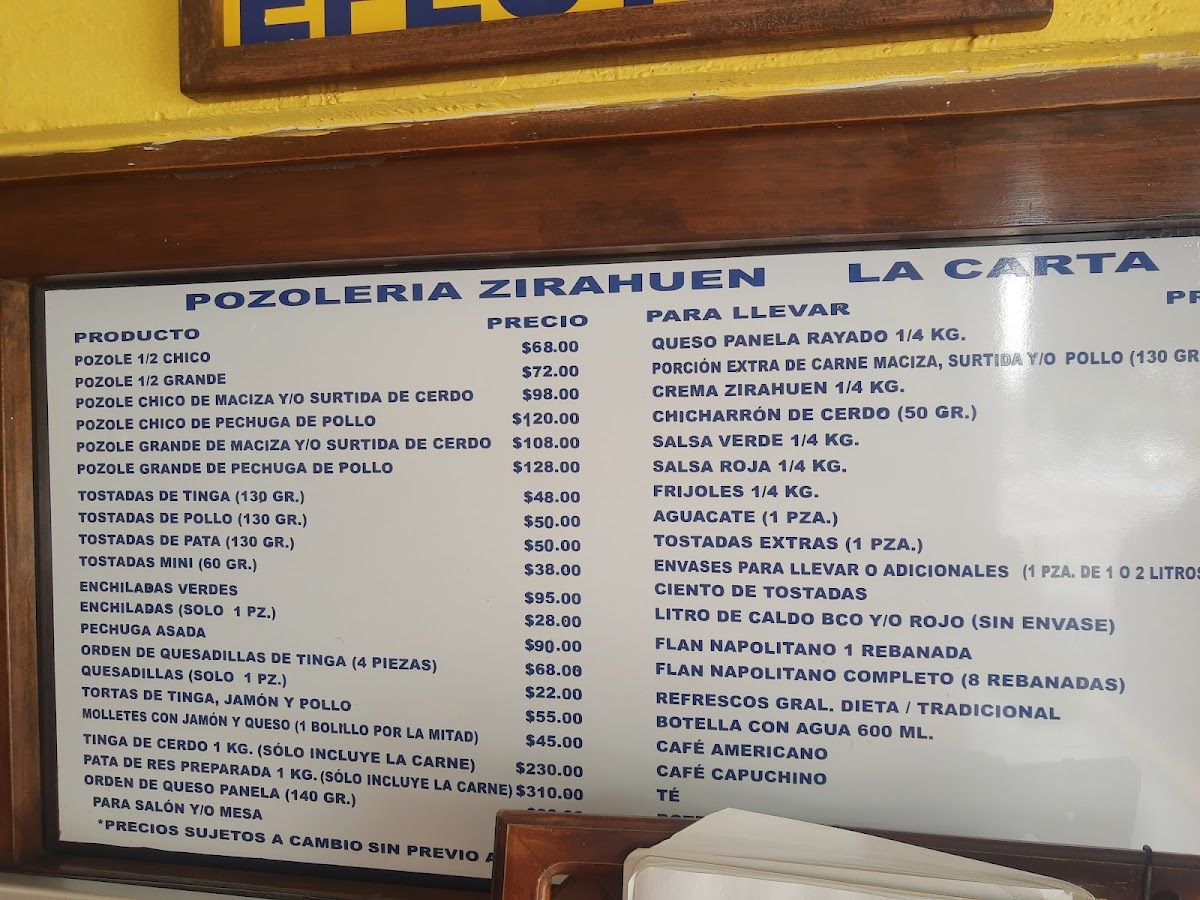 POZOLERIA ZIRAHUEN LA CARTA
PRODUCTO PRECIO
POZOLE 1/2 CHICO $68.00
POZOLE 1/2 GRANDE $72.00
POZOLE CHICO DE MACIZA Y/O SURTIDA DE CERDO $98.00
POZOLE CHICO DE PECHUGA DE POLLO $120.00
POZOLE GRANDE DE MACIZA Y/O SURTIDA DE CERDO $108.00
POZOLE GRANDE DE PECHUGA DE POLLO $128.00
TOSTADAS DE TINGA (130 GR.) $48.00
TOSTADAS DE POLLO (130 GR.) $50.00
TOSTADAS DE PATA (130 GR.) $50.00
TOSTADAS MINI (60 GR.) $38.00
ENCHILADAS VERDES $95.00
ENCHILADAS (SOLO 1 PZ.) $28.00
PECHUGA ASADA $90.00
ORDEN DE QUESADILLAS DE TINGA (4 PIEZAS) $68.00
QUESADILLAS (SOLO 1 PZ.) $22.00
TORTAS DE TINGA, JAMÓN Y POLLO $55.00
MOLLETES CON JAMÓN Y QUESO (1 BOLILLO POR LA MITAD) $45.00
TINGA DE CERDO 1 KG. (SÓLO INCLUYE LA CARNE) $230.00
PATA DE RES PREPARADA 1 KG. (SÓLO INCLUYE LA CARNE) $310.00
ORDEN DE QUESO PANELA (140 GR.)
PARA SALÓN Y/O MESA
*PRECIOS SUJETOS A CAMBIO SIN PREVIO
PARA LLEVAR
QUESO PANELA RAYADO 1/4 KG.
PORCIÓN EXTRA DE CARNE MACIZA, SURTIDA Y/O POLLO (130 GR
CREMA ZIRAHUEN 1/4 KG.
CHICHARRÓN DE CERDO (50 GR.)
SALSA VERDE 1/4 KG.
SALSA ROJA 1/4 KG.
FRIJOLES 1/4 KG.
AGUACATE (1 PZA.)
TOSTADAS EXTRAS (1 PZA.)
ENVASES PARA LLEVAR O ADICIONALES (1 PZA. DE 1 O 2 LITROS
CIENTO DE TOSTADAS
LITRO DE CALDO BCO Y/O ROJO (SIN ENVASE)
FLAN NAPOLITANO 1 REBANADA
FLAN NAPOLITANO COMPLETO (8 REBANADAS)
REFRESCOS GRAL. DIETA / TRADICIONAL
BOTELLA CON AGUA 600 ML.
CAFÉ AMERICANO
CAFÉ CAPUCHINO
TÉ